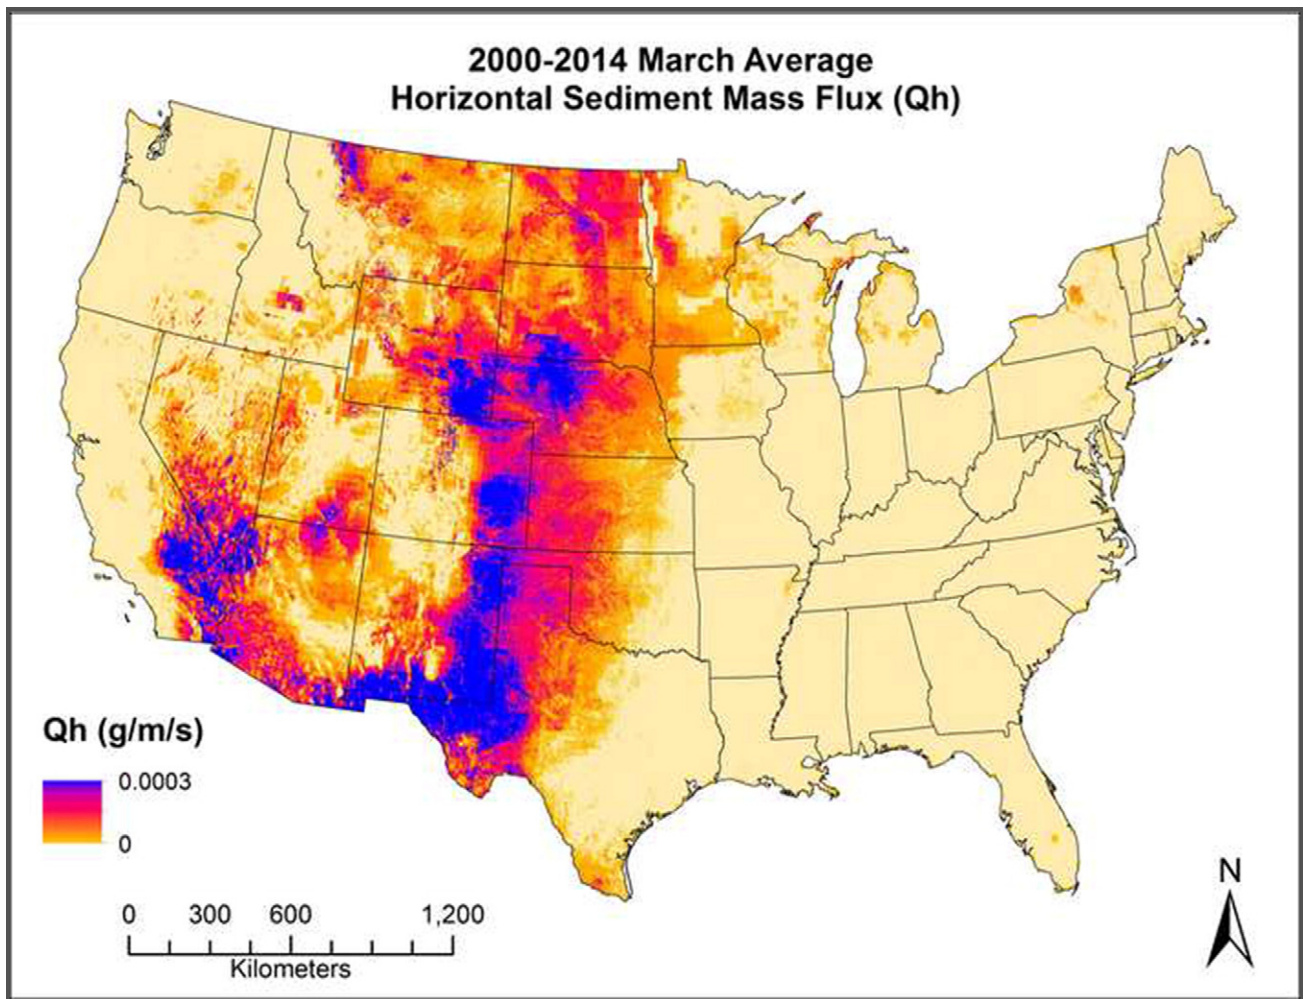 2000-2014 March Average
Horizontal Sediment Mass Flux (Qh)
Qh (g/m/s)
0.0003
0
0 300 600 1,200
Kilometers
N